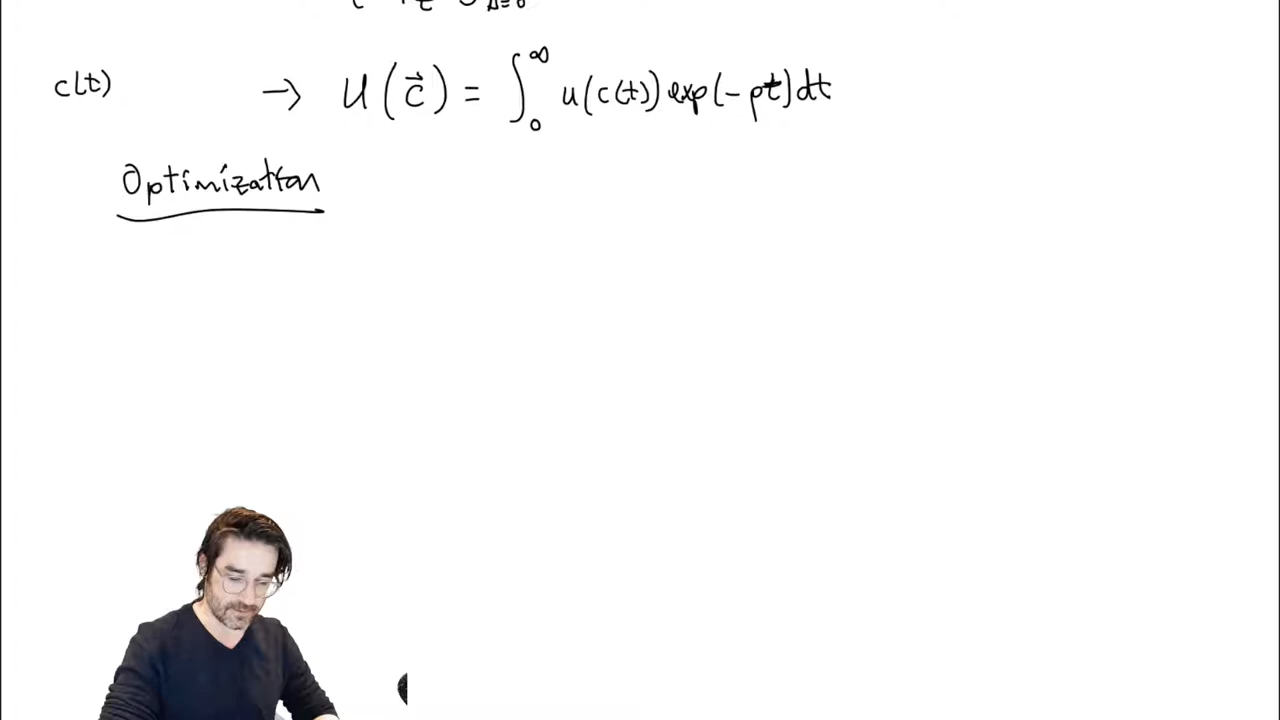 c(t) → U(c⃗) = ∫₀^∞ u(c(t)) exp(-ρt) dt
Optimization